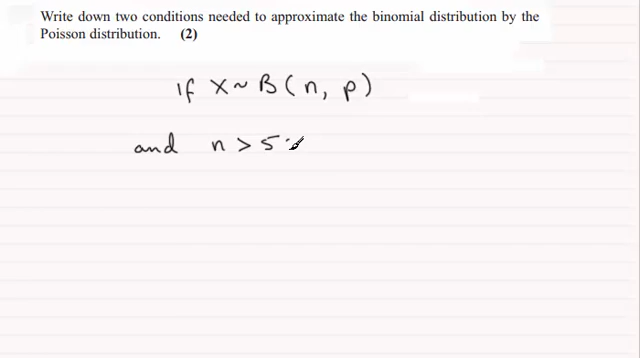 Write down two conditions needed to approximate the binomial distribution by the
Poisson distribution. (2)
If X ~ B(n, p)
and n > 5